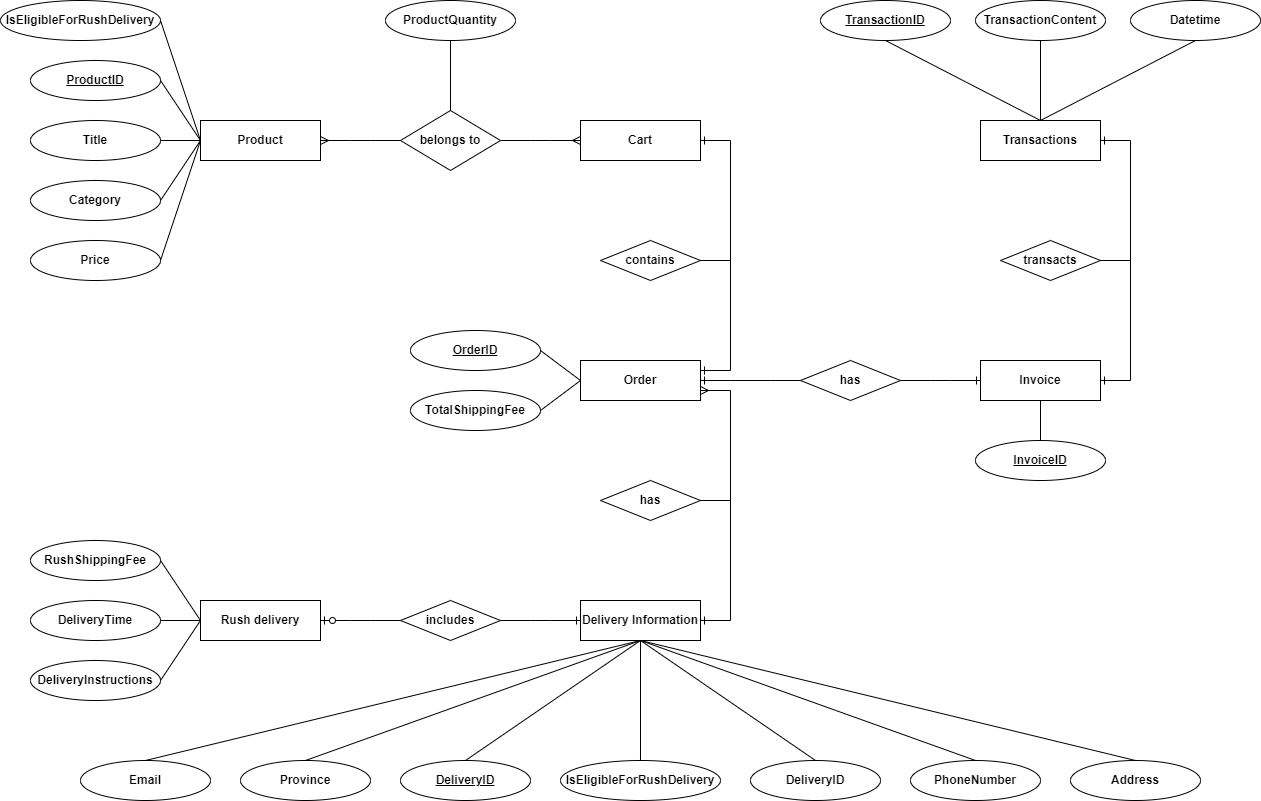 IsEligibleForRushDelivery
ProductQuantity
TransactionID
TransactionContent
Datetime
ProductID
Title
Product
belongs to
Cart
Transactions
Category
Price
contains
transacts
OrderID
Order
has
Invoice
TotalShippingFee
InvoiceID
has
RushShippingFee
DeliveryTime
Rush delivery
includes
Delivery Information
DeliveryInstructions
Email
Province
DeliveryID
IsEligibleForRushDelivery
DeliveryID
PhoneNumber
Address